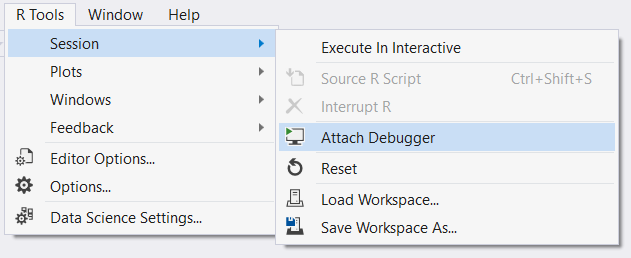 R Tools Window Help
Session
Plots
Windows
Feedback
Editor Options...
Options...
Data Science Settings...
Execute In Interactive
Source R Script Ctrl+Shift+S
Interrupt R
Attach Debugger
Reset
Load Workspace...
Save Workspace As...